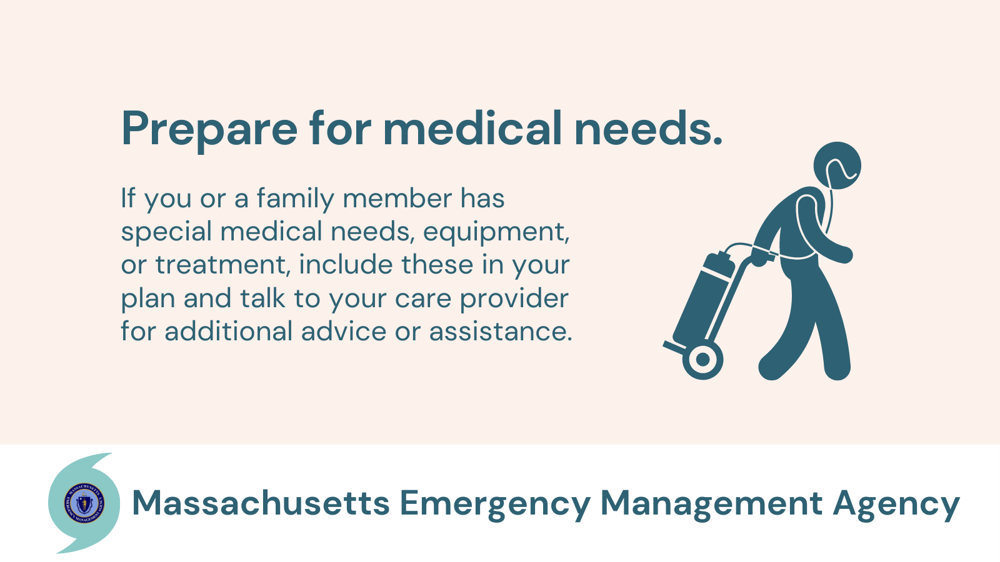 Prepare for medical needs.
If you or a family member has
special medical needs, equipment,
or treatment, include these in your
plan and talk to your care provider
for additional advice or assistance.
MASSACHUSETTS
EMERGENCY MANAGEMENT AGENCY
Massachusetts Emergency Management Agency